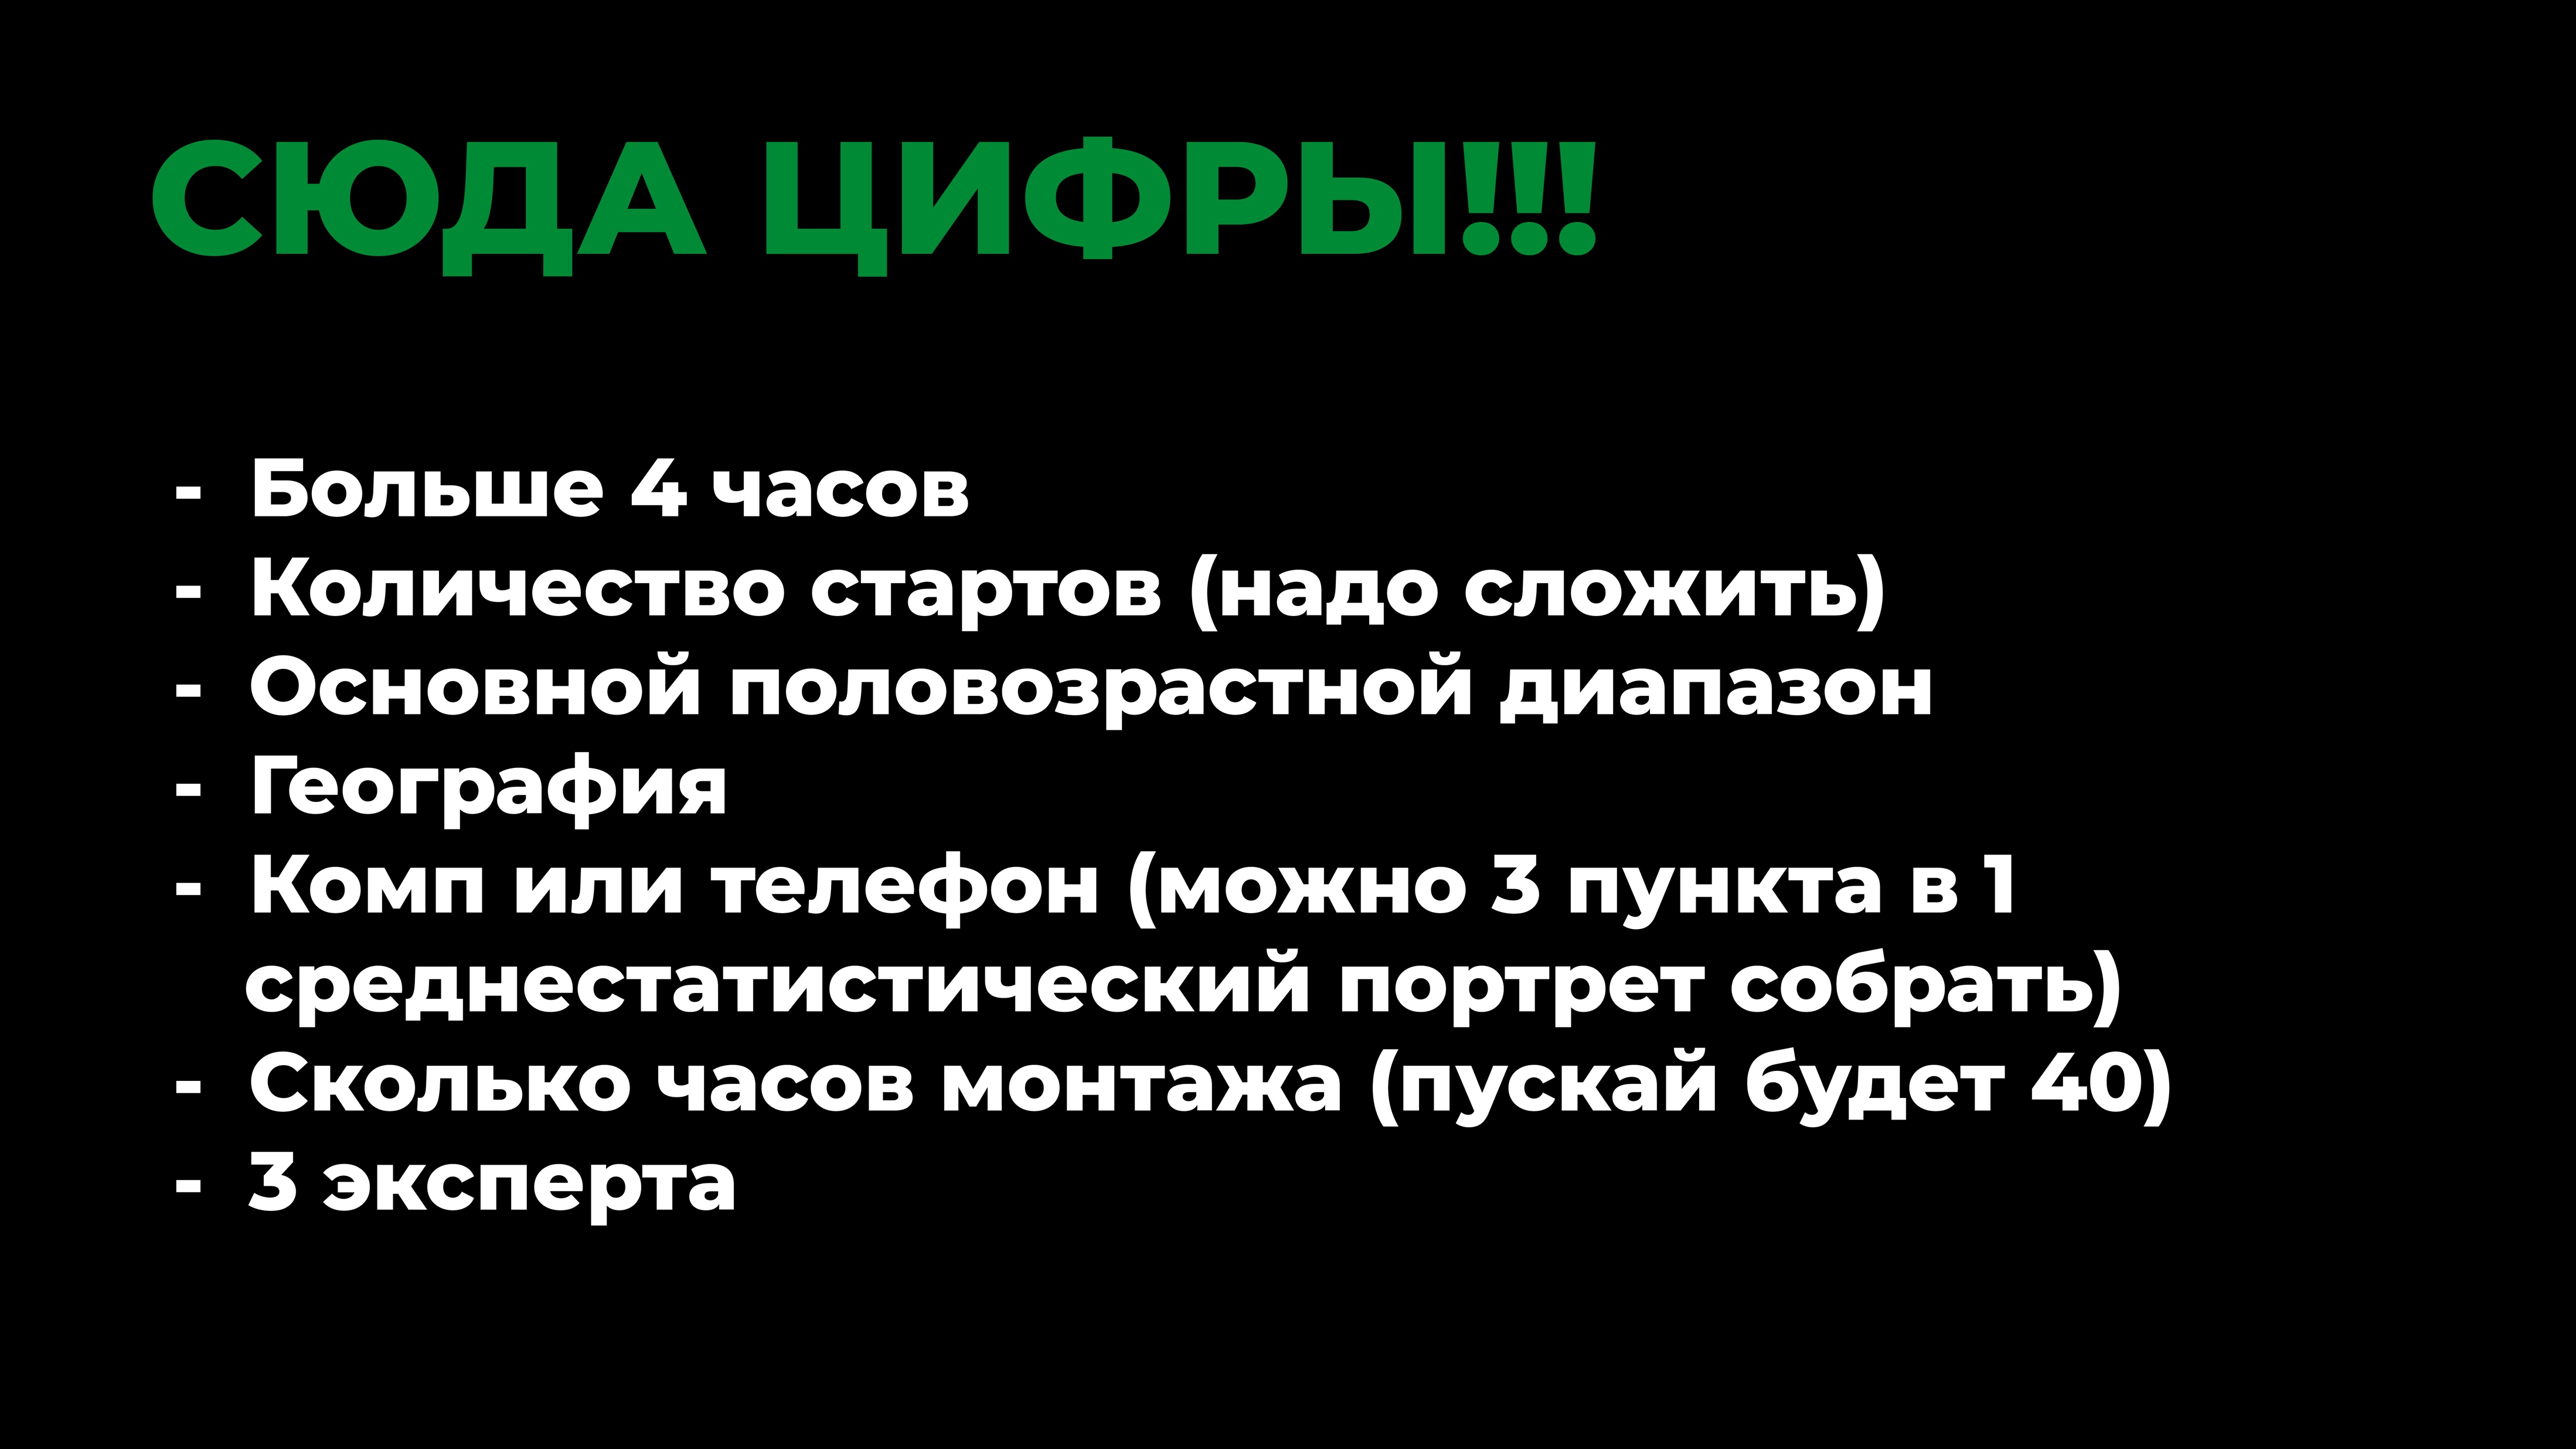 СЮДА ЦИФРЫ!!!
- Больше 4 часов
- Количество стартов (надо сложить)
- Основной половозрастной диапазон
- География
- Комп или телефон (можно 3 пункта в 1
среднестатистический портрет собрать)
- Сколько часов монтажа (пускай будет 40)
- 3 эксперта